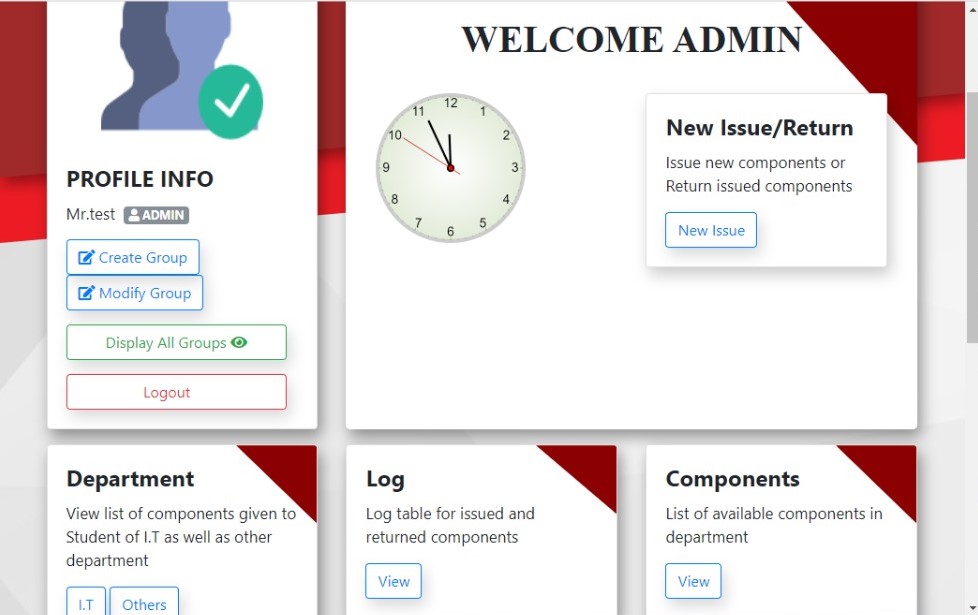 WELCOME ADMIN
PROFILE INFO
Mr.test ADMIN
Create Group
Modify Group
Display All Groups
Logout
12
1
2
3
4
5
6
7
8
9
10
11
New Issue/Return
Issue new components or
Return issued components
New Issue
Department
View list of components given to
Student of I.T as well as other
department
I.T Others
Log
Log table for issued and
returned components
View
Components
List of available components in
department
View